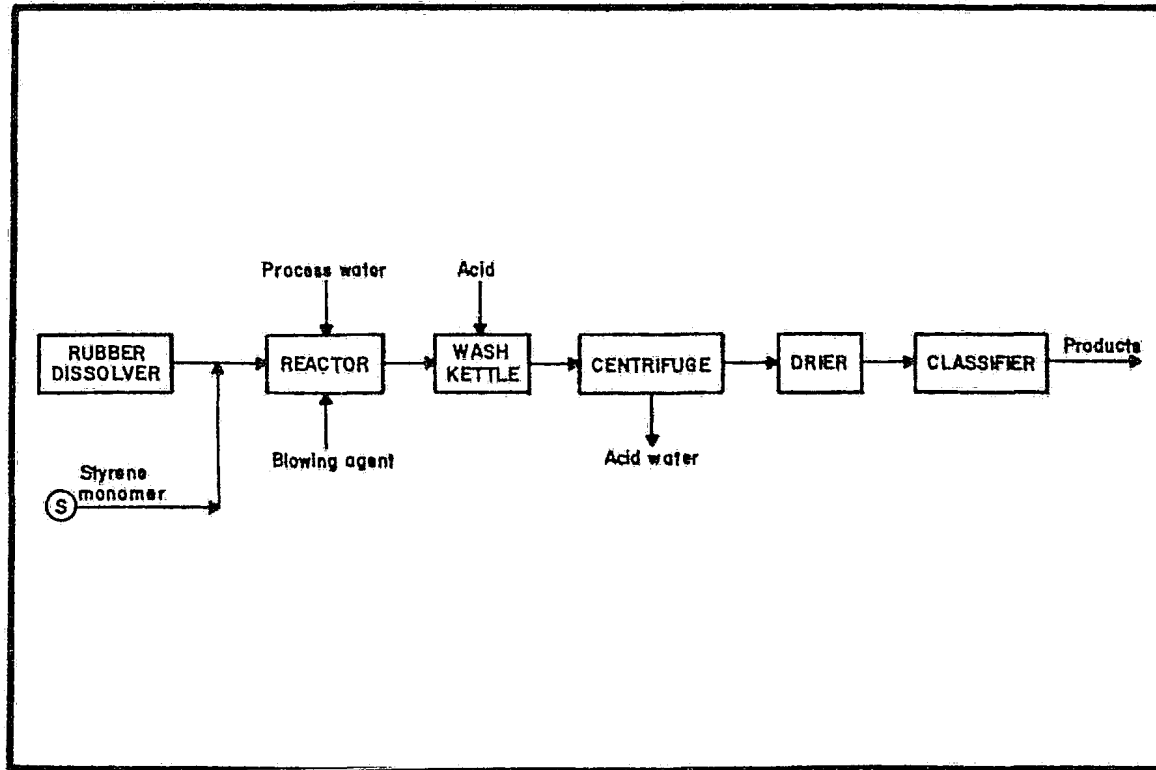 Process water
Acid
RUBBER
DISSOLVER
REACTOR
WASH
KETTLE
CENTRIFUGE
DRIER
CLASSIFIER
Products
Blowing agent
Acid water
Styrene
monomer
S